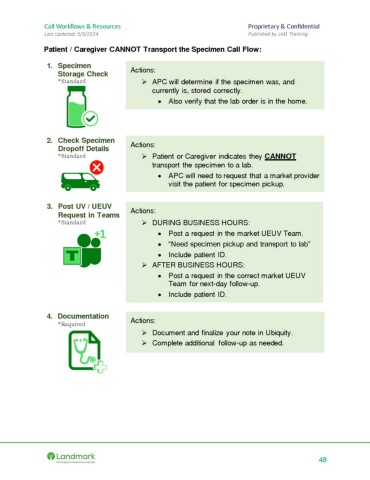 Call Workflows & Resources
Proprietary & Confidential
Last Updated: 5/3/2024
Published by LM1 Training
Patient / Caregiver CANNOT Transport the Specimen Call Flow:
1. Specimen
Storage Check
*Standard
Actions:
➢ APC will determine if the specimen was, and
currently is, stored correctly.
• Also verify that the lab order is in the home.
2. Check Specimen
Dropoff Details
*Standard
Actions:
➢ Patient or Caregiver indicates they CANNOT
transport the specimen to a lab.
• APC will need to request that a market provider
visit the patient for specimen pickup.
3. Post UV / UEUV
Request in Teams
*Standard
+1
T
Actions:
➢ DURING BUSINESS HOURS:
• Post a request in the market UEUV Team.
• “Need specimen pickup and transport to lab”
• Include patient ID.
➢ AFTER BUSINESS HOURS:
• Post a request in the correct market UEUV
Team for next-day follow-up.
• Include patient ID.
4. Documentation
*Required
Actions:
➢ Document and finalize your note in Ubiquity.
➢ Complete additional follow-up as needed.
Landmark
48